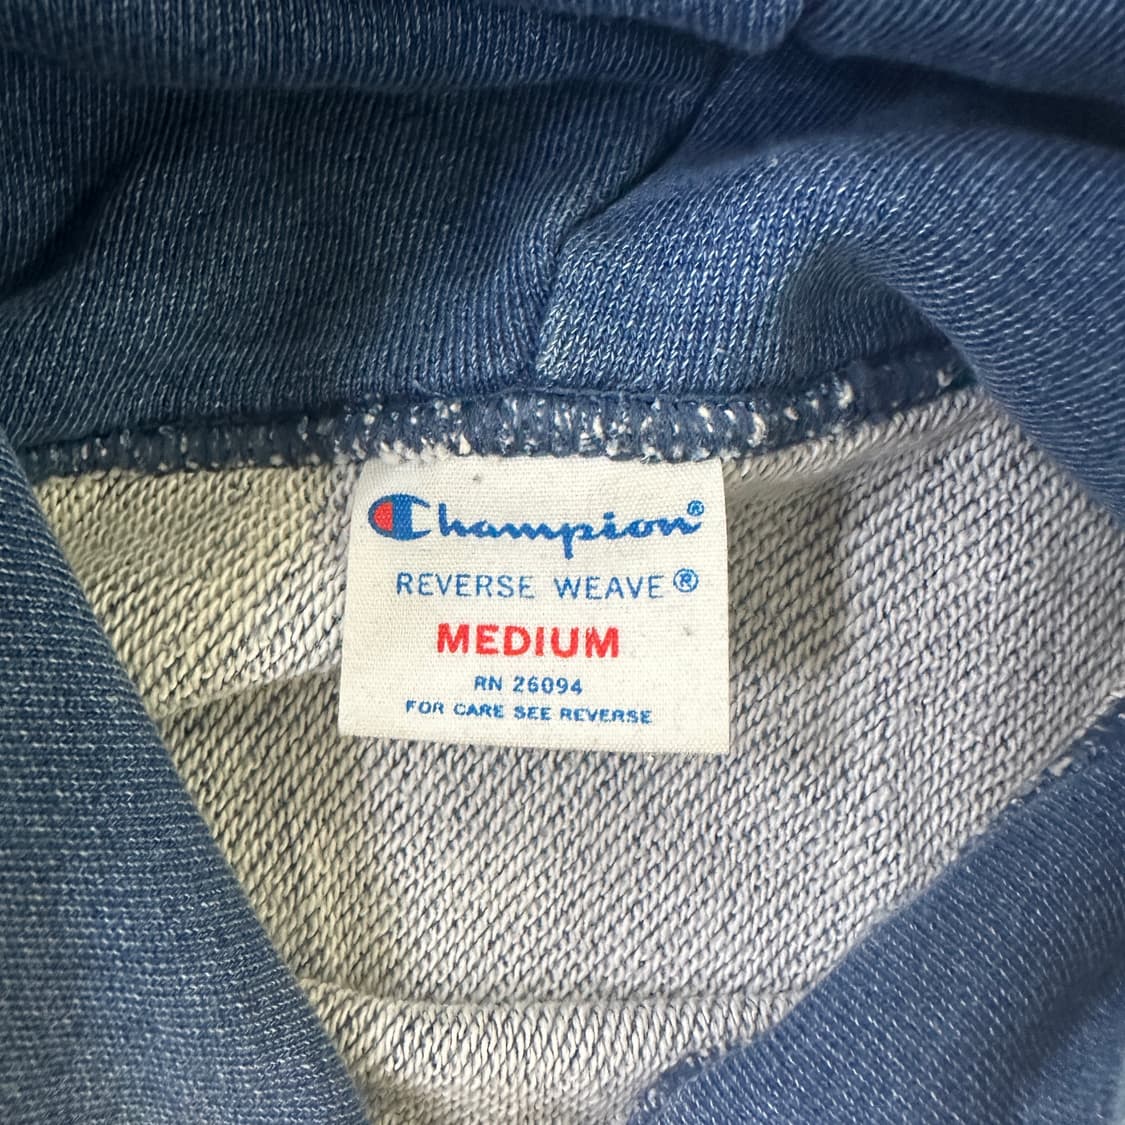 Champion®
REVERSE WEAVE®
MEDIUM
RN 26094
FOR CARE SEE REVERSE